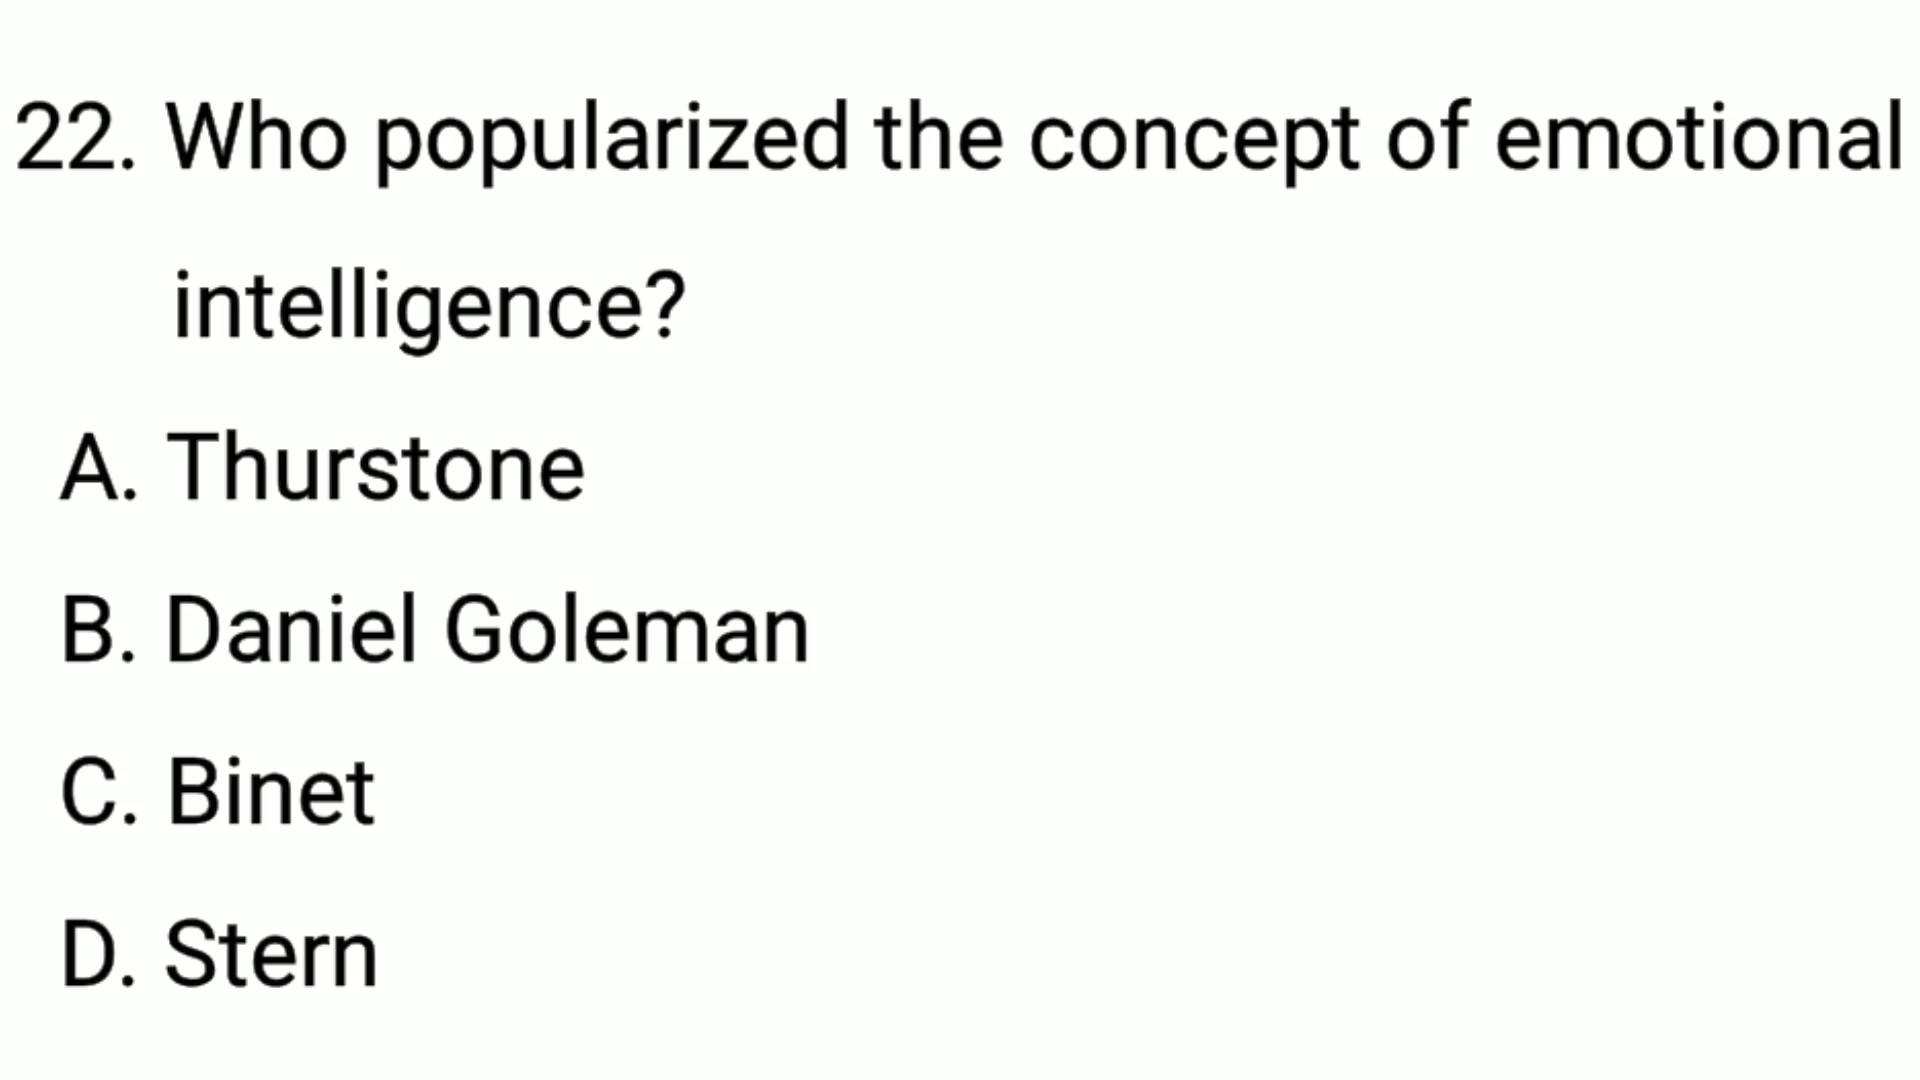 22. Who popularized the concept of emotional
intelligence?
A. Thurstone
B. Daniel Goleman
C. Binet
D. Stern